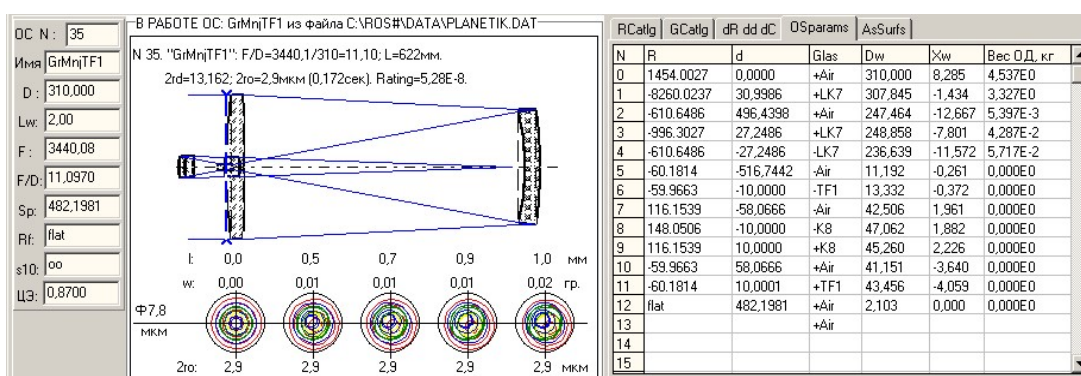 ОС N : 35
Имя GrMnjTF1
D : 310,000
Lw: 2,00
F : 3440,08
F/D: 11,0970
Sp: 482,1981
Rf: flat
s10: oo
ЦЭ: 0,8700
В РАБОТЕ ОС: GrMnjTF1 из файла C:\ROS#\DATA\PLANETIK.DAT
N 35. "GrMnjTF1": F/D=3440,1/310=11,10; L=622мм.
2rd=13,162; 2ro=2,9мкм (0,172сек). Rating=5,28E-8.
l: 0,0 0,5 0,7 0,9 1,0 мм
w: 0,00 0,01 0,01 0,01 0,02 гр.
Ф7,8
мкм
2ro: 2,9 2,9 2,9 2,9 2,9 мкм
RCatlg GCatlg dR dd dC OSparams AsSurfs
N R d Glas Dw Xw Вес ОД, кг
0 1454.0027 0,0000 +Air 310,000 8,285 4,537E0
1 -8260.0237 30,9986 +LK7 307,845 -1,434 3,327E0
2 -610.6486 496,4398 +Air 247,464 -12,667 5,397E-3
3 -996.3027 27,2486 +LK7 248,858 -7,801 4,287E-2
4 -610.6486 -27,2486 -LK7 236,639 -11,572 5,717E-2
5 -60.1814 -516,7442 -Air 11,192 -0,261 0,000E0
6 -59.9663 -10,0000 -TF1 13,332 -0,372 0,000E0
7 116.1539 -58,0666 -Air 42,506 1,961 0,000E0
8 148.0506 -10,0000 -K8 47,062 1,882 0,000E0
9 116.1539 10,0000 +K8 45,260 2,226 0,000E0
10 -59.9663 58,0666 +Air 41,151 -3,640 0,000E0
11 -60.1814 10,0001 +TF1 43,456 -4,059 0,000E0
12 flat 482,1981 +Air 2,103 0,000 0,000E0
13 +Air
14
15